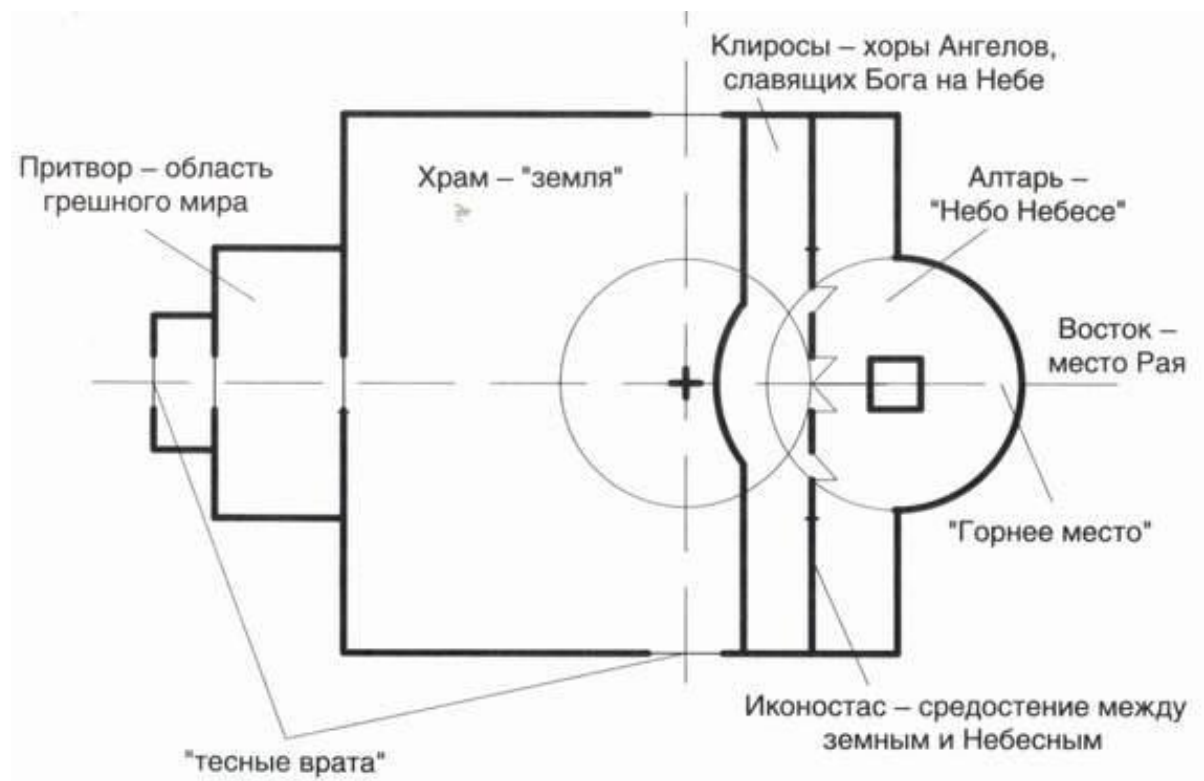 Клиросы – хоры Ангелов,
славящих Бога на Небе
Притвор – область
грешного мира
Храм – "земля"
Алтарь –
"Небо Небесе"
Восток –
место Рая
"Горнее место"
Иконостас – средостение между
земным и Небесным
"тесные врата"